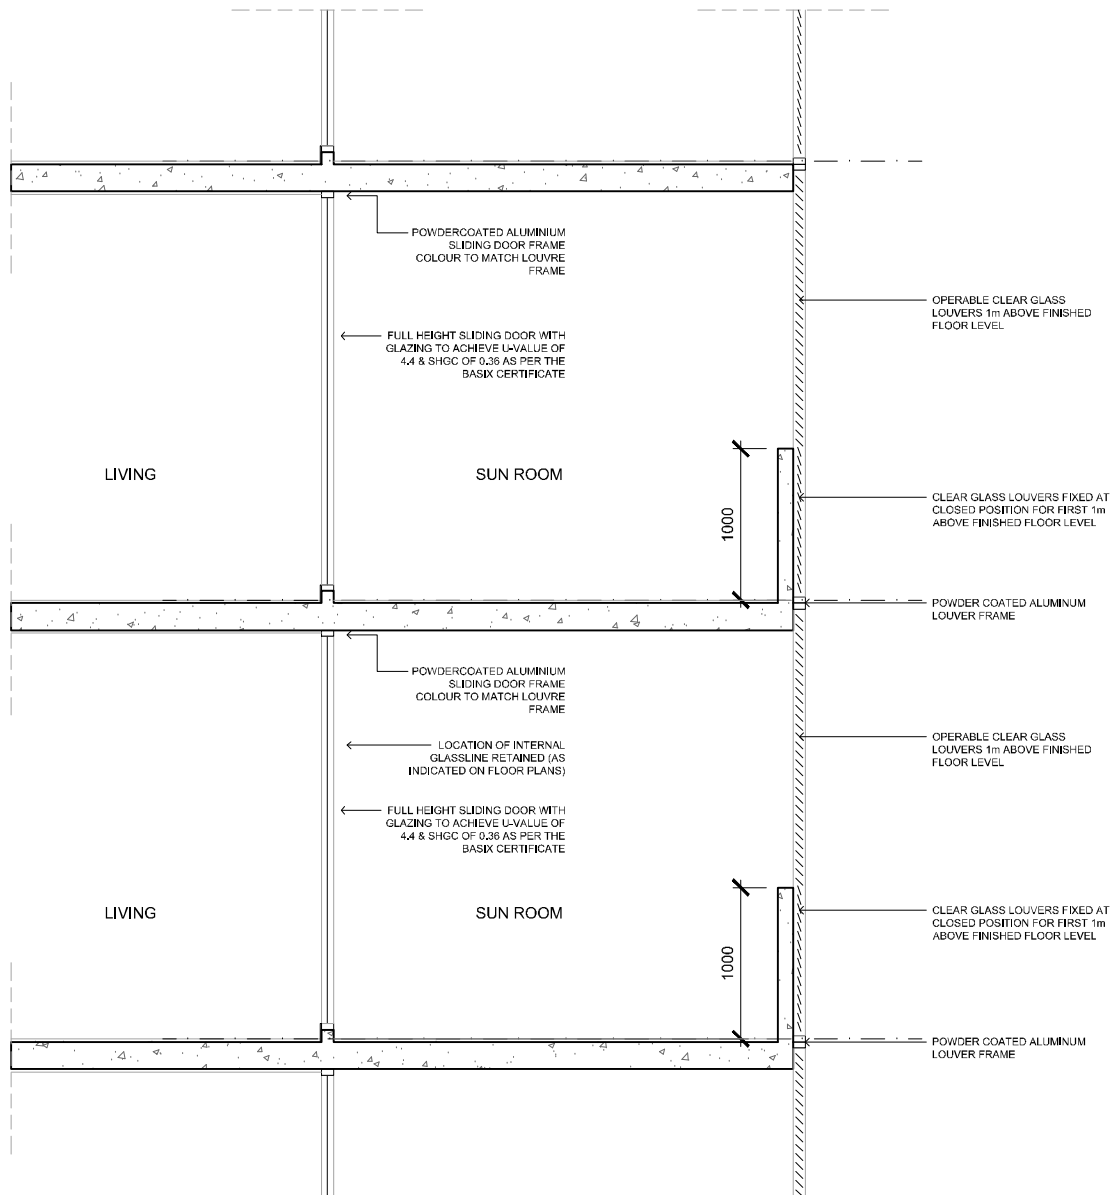 POWDERCOATED ALUMINIUM
SLIDING DOOR FRAME
COLOUR TO MATCH LOUVRE
FRAME
OPERABLE CLEAR GLASS
LOUVERS 1m ABOVE FINISHED
FLOOR LEVEL
FULL HEIGHT SLIDING DOOR WITH
GLAZING TO ACHIEVE U-VALUE OF
4.4 & SHGC OF 0.36 AS PER THE
BASIX CERTIFICATE
LIVING
SUN ROOM
1000
CLEAR GLASS LOUVERS FIXED AT
CLOSED POSITION FOR FIRST 1m
ABOVE FINISHED FLOOR LEVEL
POWDER COATED ALUMINUM
LOUVER FRAME
POWDERCOATED ALUMINIUM
SLIDING DOOR FRAME
COLOUR TO MATCH LOUVRE
FRAME
LOCATION OF INTERNAL
GLASSLINE RETAINED (AS
INDICATED ON FLOOR PLANS)
OPERABLE CLEAR GLASS
LOUVERS 1m ABOVE FINISHED
FLOOR LEVEL
FULL HEIGHT SLIDING DOOR WITH
GLAZING TO ACHIEVE U-VALUE OF
4.4 & SHGC OF 0.36 AS PER THE
BASIX CERTIFICATE
LIVING
SUN ROOM
1000
CLEAR GLASS LOUVERS FIXED AT
CLOSED POSITION FOR FIRST 1m
ABOVE FINISHED FLOOR LEVEL
POWDER COATED ALUMINUM
LOUVER FRAME